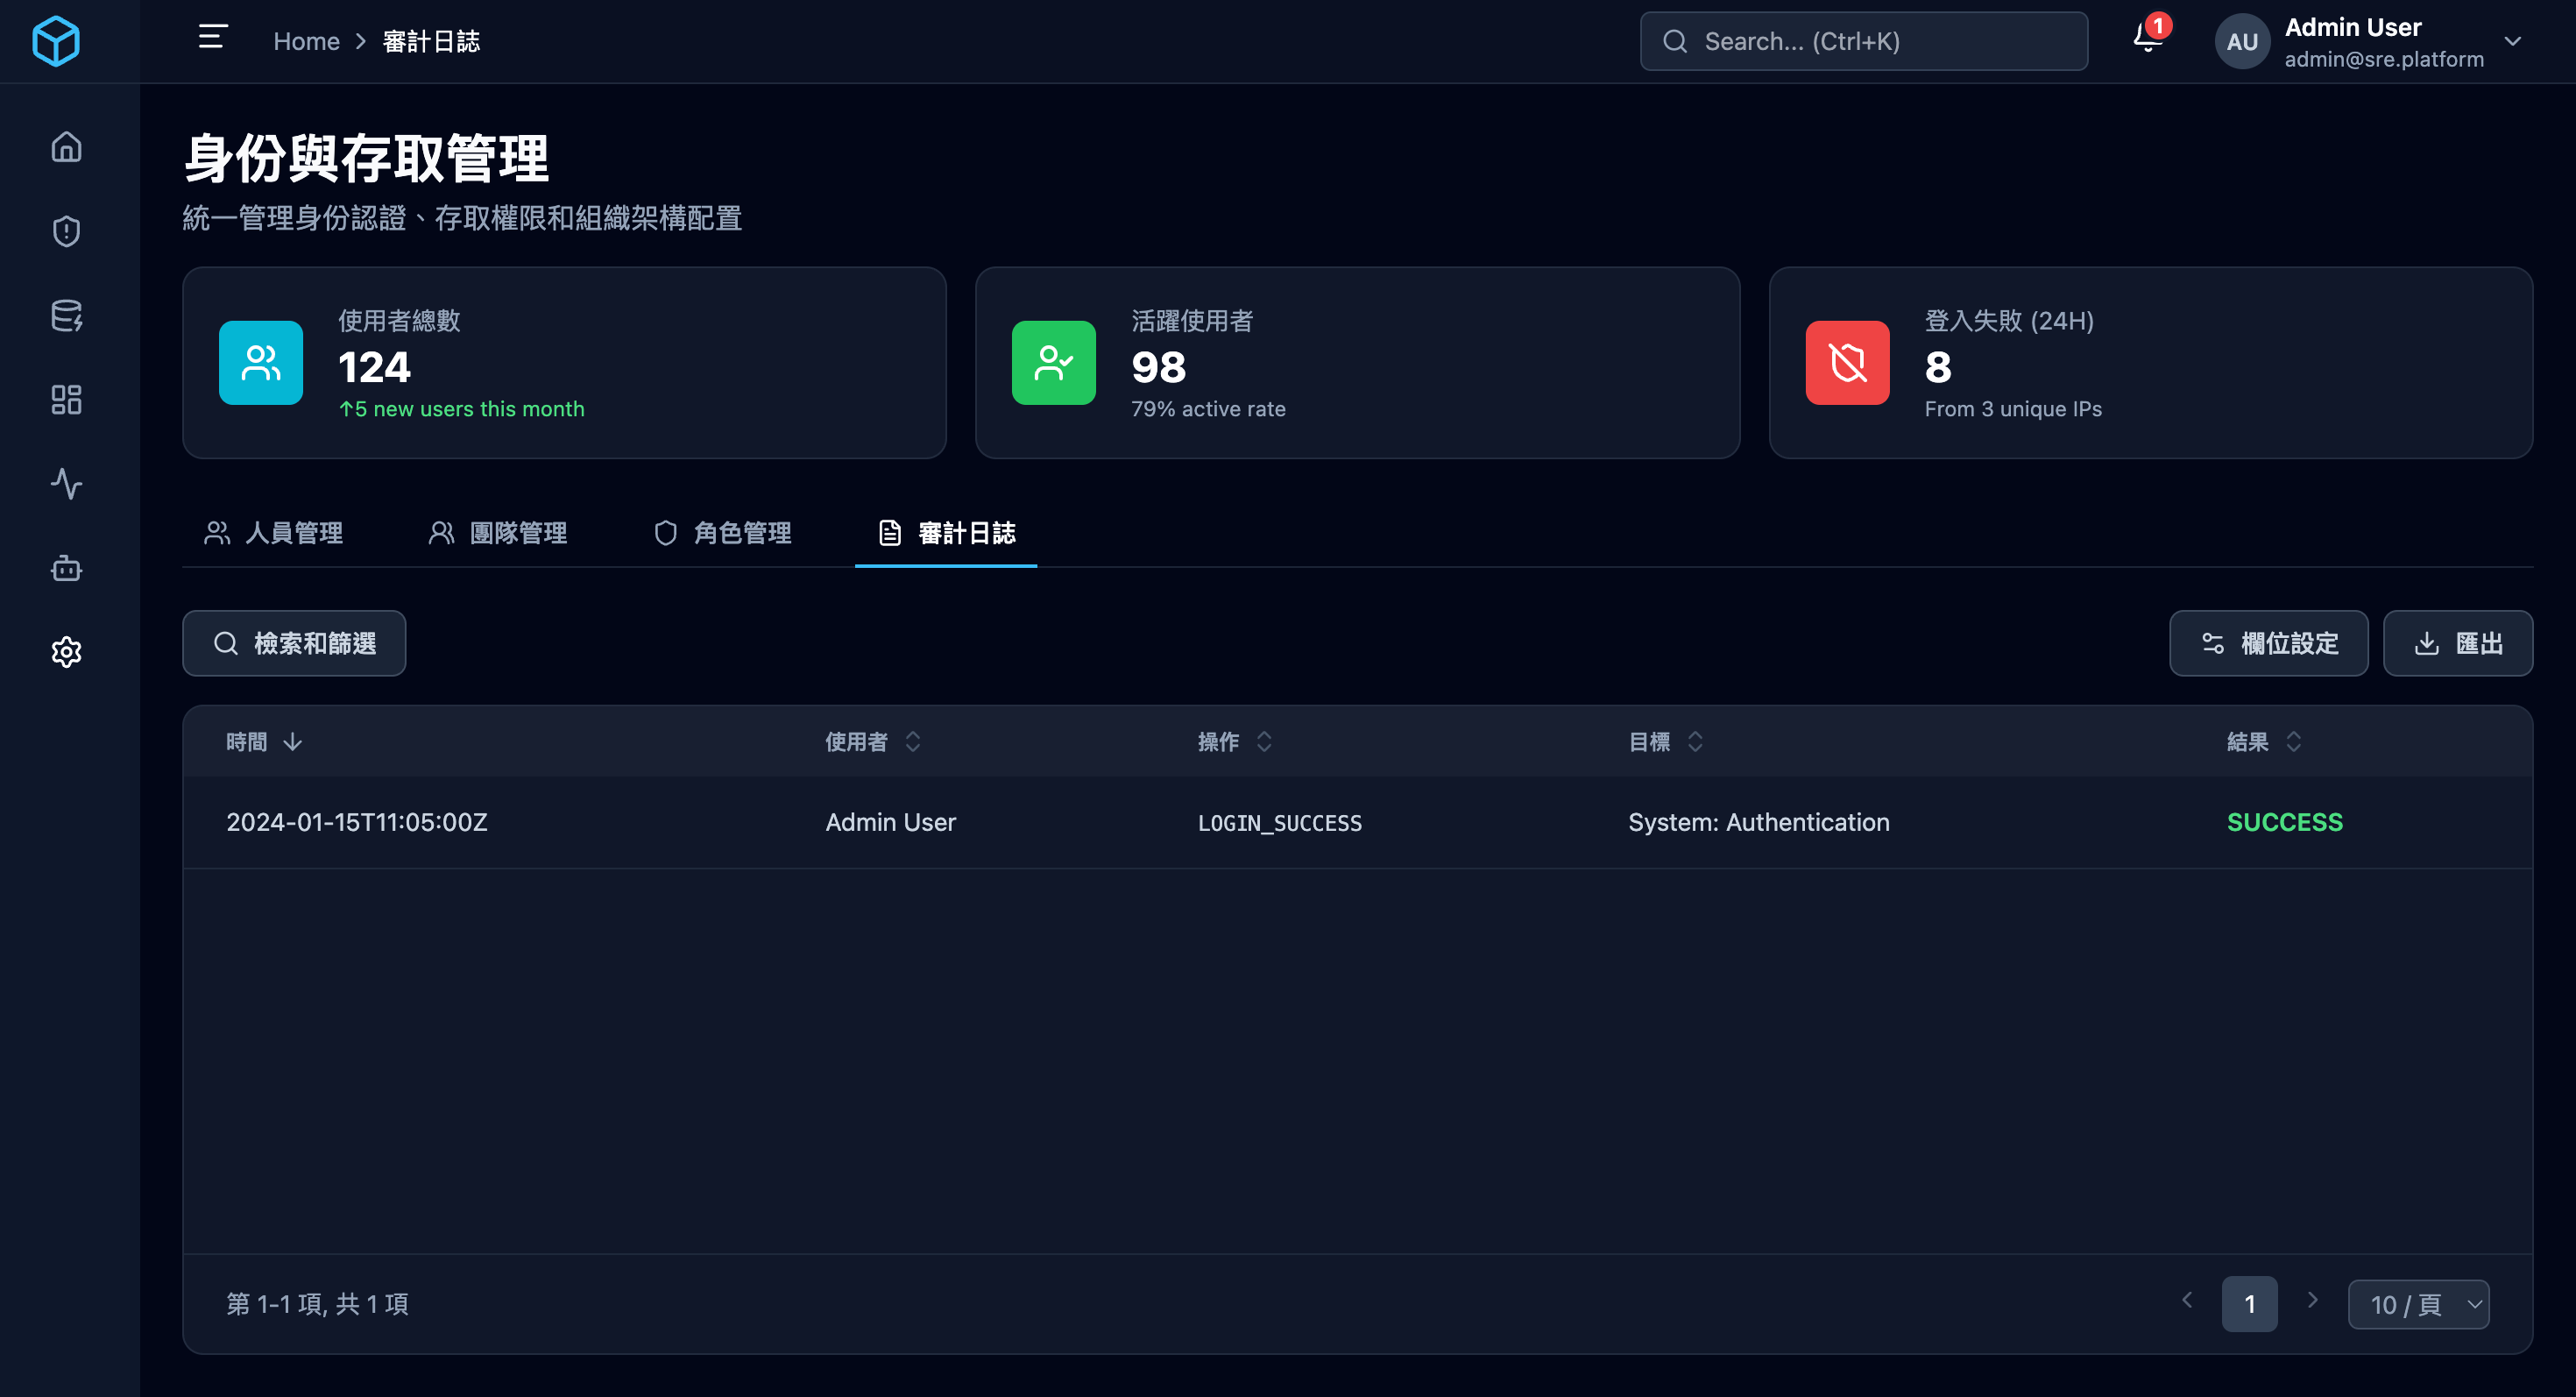 Home > 審計日誌
Search... (Ctrl+K)
1
AU
Admin User
admin@sre.platform
身份與存取管理
統一管理身份認證、存取權限和組織架構配置
使用者總數
124
↑5 new users this month
活躍使用者
98
79% active rate
登入失敗 (24H)
8
From 3 unique IPs
人員管理 團隊管理 角色管理 審計日誌
檢索和篩選 欄位設定 匯出
時間 使用者 操作 目標 結果
2024-01-15T11:05:00Z Admin User LOGIN_SUCCESS System: Authentication SUCCESS
第 1-1 項, 共 1 項 1 10 / 頁